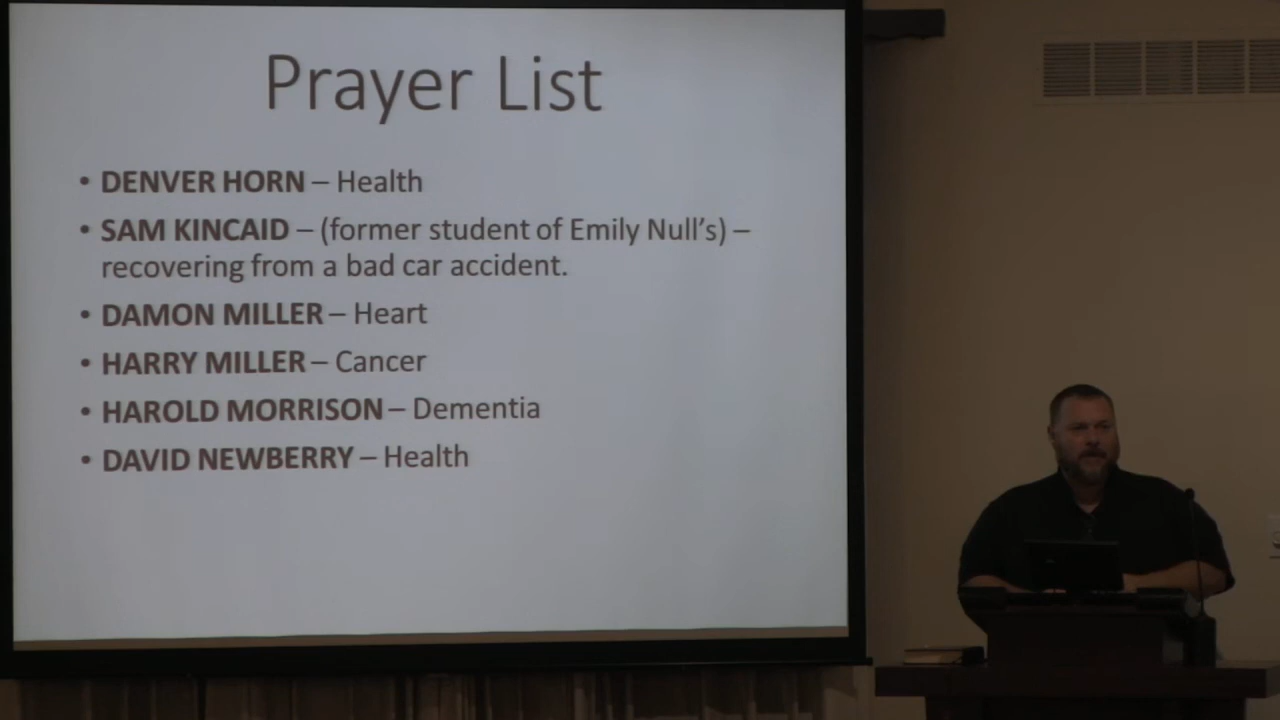 Prayer List
• DENVER HORN – Health
• SAM KINCAID – (former student of Emily Null’s) –
recovering from a bad car accident.
• DAMON MILLER – Heart
• HARRY MILLER – Cancer
• HAROLD MORRISON – Dementia
• DAVID NEWBERRY – Health